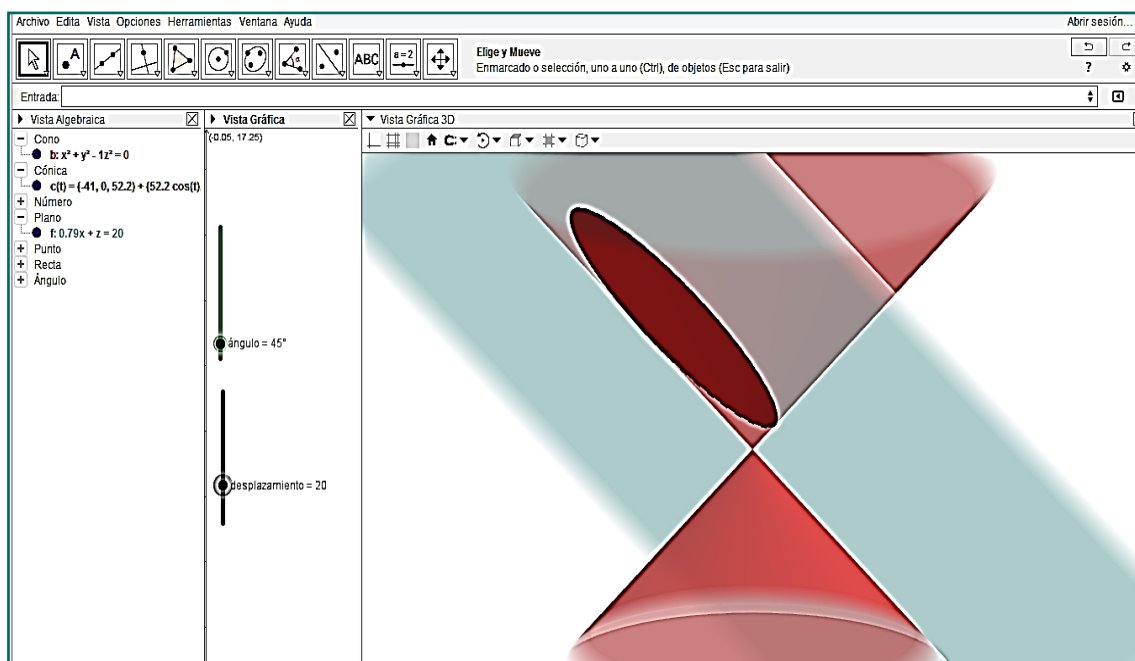 Archivo Edita Vista Opciones Herramientas Ventana Ayuda
Abrir sesión...
A
ABC
a=2
Elige y Mueve
Enmarcado o selección, uno a uno (Ctrl), de objetos (Esc para salir)
?
Entrada:
Vista Algebraica
Vista Gráfica
Vista Gráfica 3D
Cono
b: x² + y² - 1z² = 0
Cónica
c(t) = (-41, 0, 52.2) + (52.2 cos(t)
Número
Plano
f: 0.79x + z = 20
Punto
Recta
Ángulo
(-0.05, 17.25)
ángulo = 45°
desplazamiento = 20